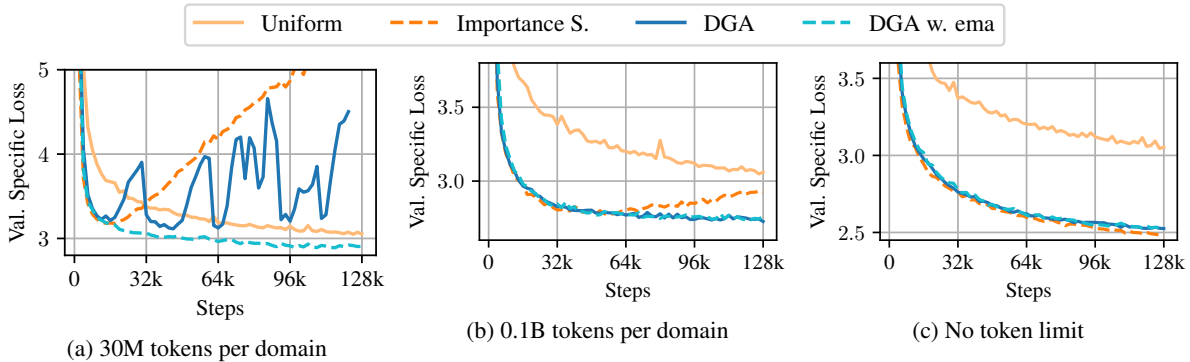 Uniform
Importance S.
DGA
DGA w. ema
Val. Specific Loss
5
4
3
0
32k
64k
96k
128k
Steps
(a) 30M tokens per domain
Val. Specific Loss
3.5
3.0
0
32k
64k
96k
128k
Steps
(b) 0.1B tokens per domain
Val. Specific Loss
3.5
3.0
2.5
0
32k
64k
96k
128k
Steps
(c) No token limit